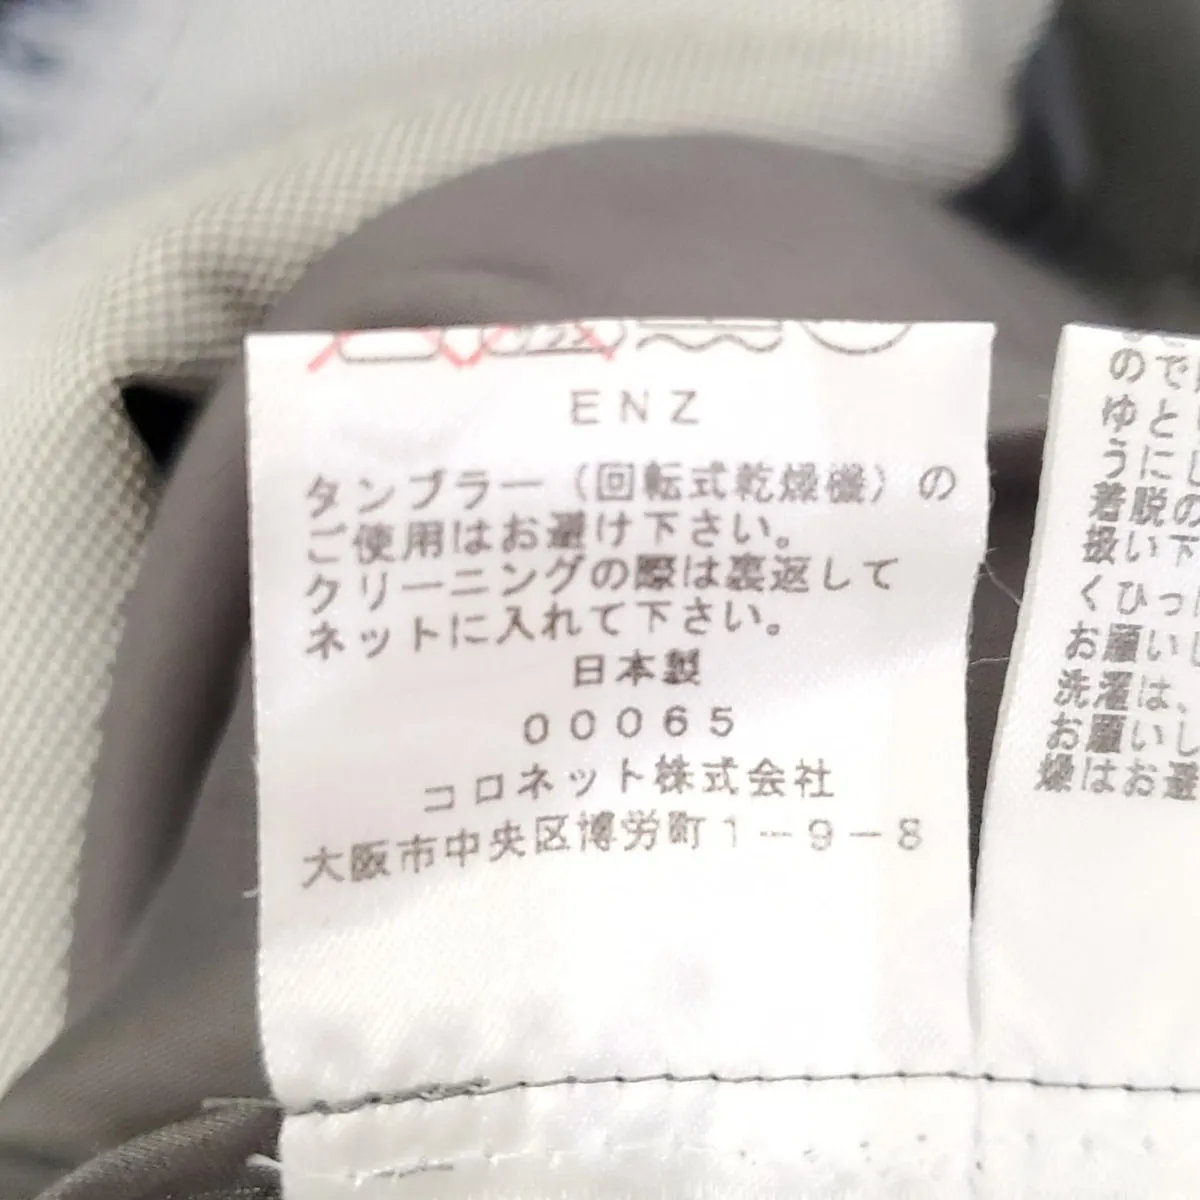 ENZ
タンブラー（回転式乾燥機）の
ご使用はお避け下さい。
クリーニングの際は裏返して
ネットに入れて下さい。
日本製
00065
コロネット株式会社
大阪市中央区博労町1-9-8
ので
ゆと
うに
着脱の
扱い下
くひっ
お願いし
洗濯は、
お願いし
燥はお避